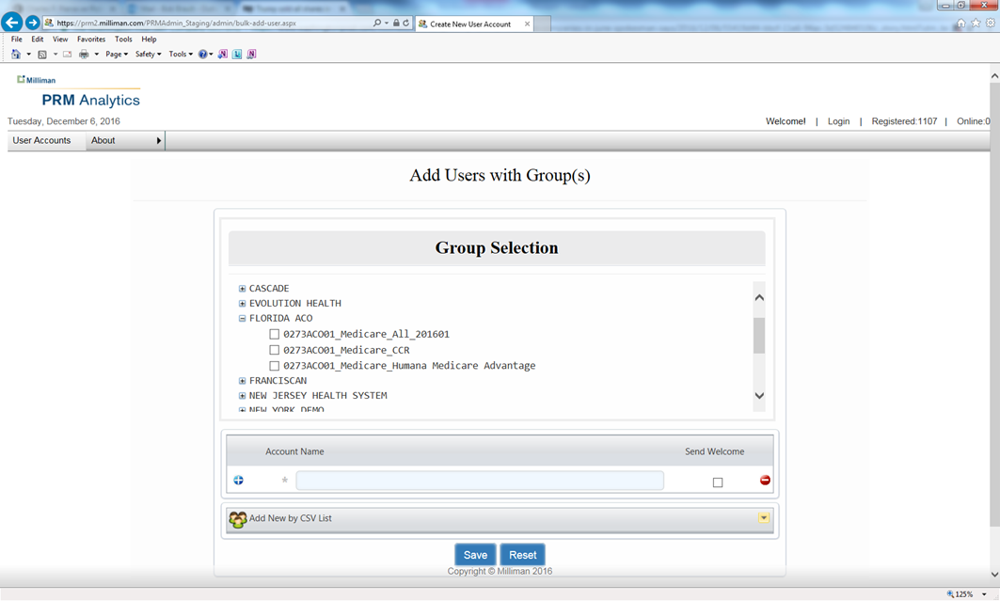 https://prm2.milliman.com/PRMAdmin_Staging/admin/bulk-add-user.aspx
Create New User Account
File Edit View Favorites Tools Help
Page Safety Tools
Milliman
PRM Analytics
Tuesday, December 6, 2016
Welcome! | Login | Registered:1107 | Online:0
User Accounts About
Add Users with Group(s)
Group Selection
CASCADE
EVOLUTION HEALTH
FLORIDA ACO
0273ACO01_Medicare_All_201601
0273ACO01_Medicare_CCR
0273ACO01_Medicare_Humana Medicare Advantage
FRANCISCAN
NEW JERSEY HEALTH SYSTEM
NEW YORK DEMO
Account Name Send Welcome
*
Add New by CSV List
Save Reset
Copyright © Milliman 2016
125%